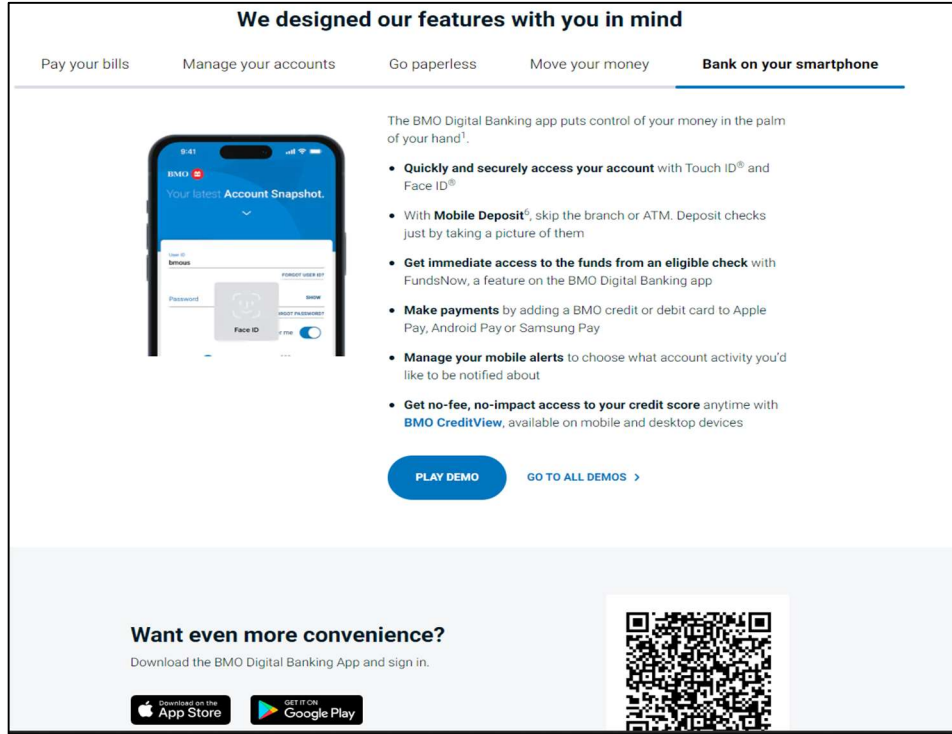 We designed our features with you in mind
Pay your bills Manage your accounts Go paperless Move your money Bank on your smartphone
9:41
BMO
Your latest Account Snapshot.
User ID
bmous
FORGOT USER ID?
Password
SHOW
FORGOT PASSWORD?
Face ID
me
The BMO Digital Banking app puts control of your money in the palm
of your hand¹.
• Quickly and securely access your account with Touch ID® and
Face ID®
• With Mobile Deposit⁶, skip the branch or ATM. Deposit checks
just by taking a picture of them
• Get immediate access to the funds from an eligible check with
FundsNow, a feature on the BMO Digital Banking app
• Make payments by adding a BMO credit or debit card to Apple
Pay, Android Pay or Samsung Pay
• Manage your mobile alerts to choose what account activity you'd
like to be notified about
• Get no-fee, no-impact access to your credit score anytime with
BMO CreditView, available on mobile and desktop devices
PLAY DEMO GO TO ALL DEMOS >
Want even more convenience?
Download the BMO Digital Banking App and sign in.
Download on the
App Store
GET IT ON
Google Play